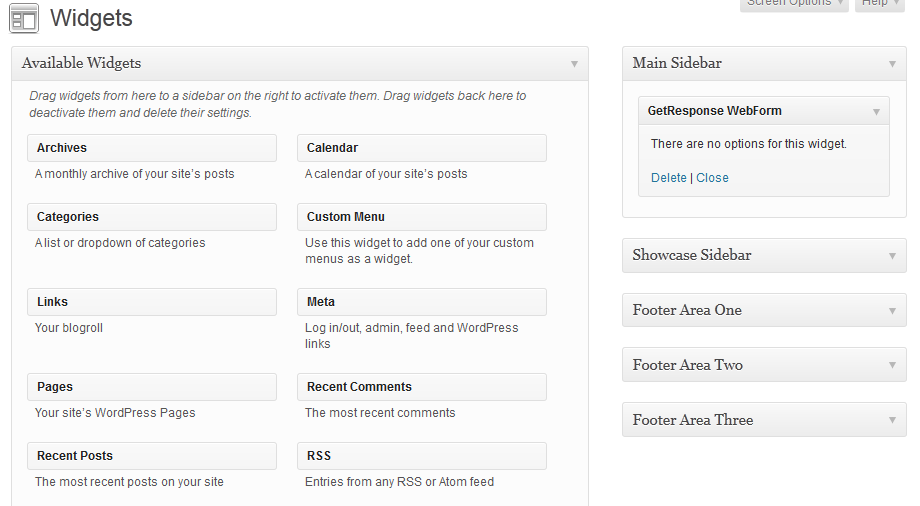 Screen Options Help
Widgets
Available Widgets
Drag widgets from here to a sidebar on the right to activate them. Drag widgets back here to
deactivate them and delete their settings.
Archives
A monthly archive of your site's posts
Calendar
A calendar of your site's posts
Categories
A list or dropdown of categories
Custom Menu
Use this widget to add one of your custom
menus as a widget.
Links
Your blogroll
Meta
Log in/out, admin, feed and WordPress
links
Pages
Your site's WordPress Pages
Recent Comments
The most recent comments
Recent Posts
The most recent posts on your site
RSS
Entries from any RSS or Atom feed
Main Sidebar
GetResponse WebForm
There are no options for this widget.
Delete | Close
Showcase Sidebar
Footer Area One
Footer Area Two
Footer Area Three